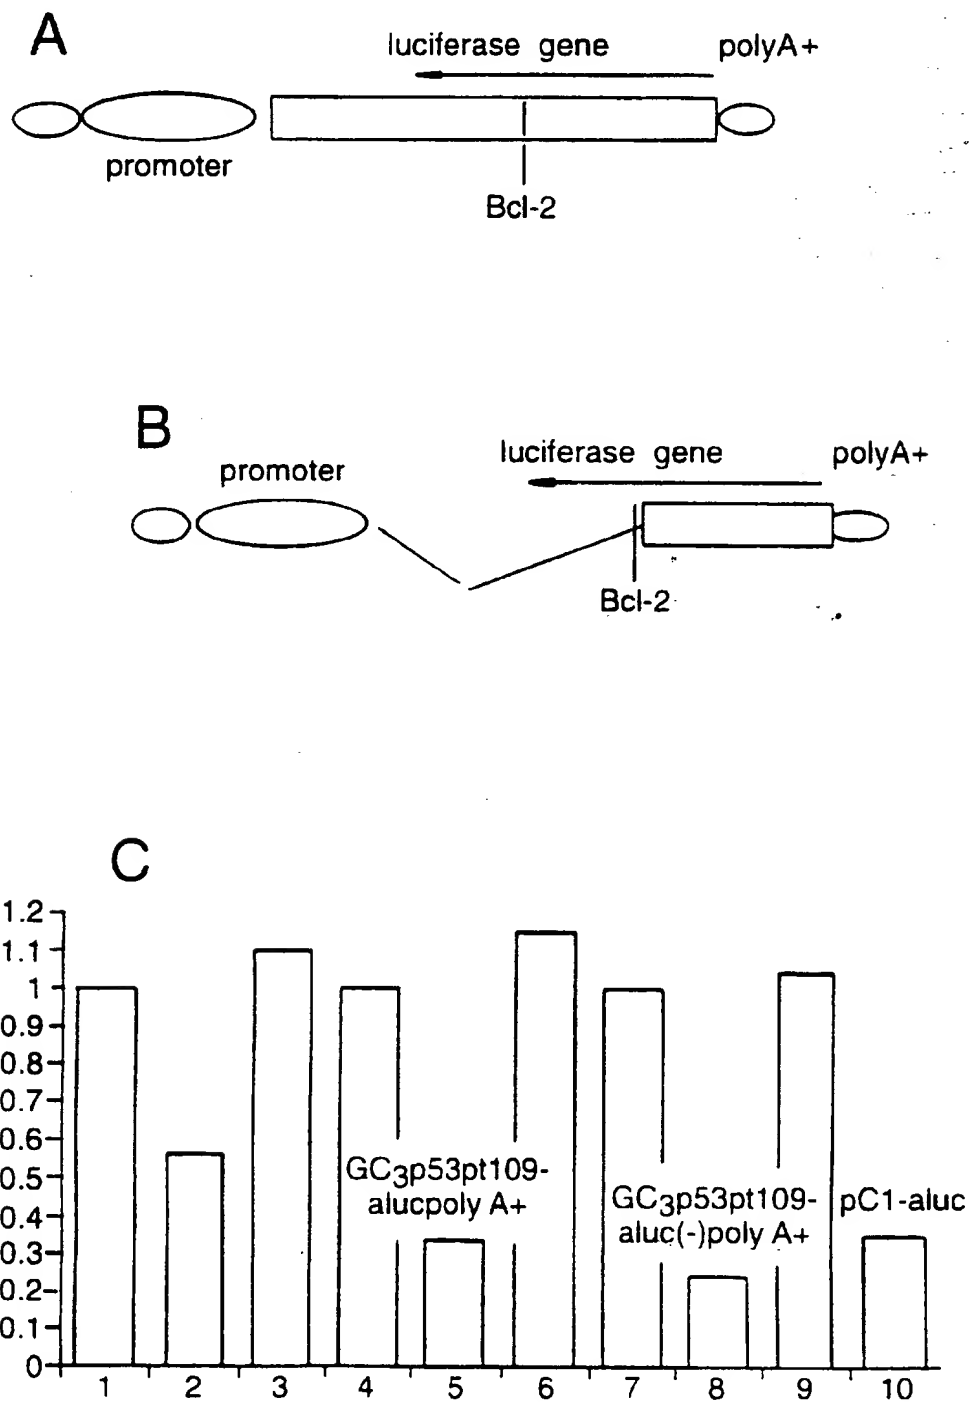 A
luciferase gene
polyA+
promoter
Bcl-2
B
promoter
luciferase gene
polyA+
Bcl-2
C
1.2
1.1
1
0.9
0.8
0.7
0.6
0.5
0.4
0.3
0.2
0.1
0
GC3p53pt109-
alucpoly A+
GC3p53pt109-
aluc(-)poly A+
pC1-aluc
1 2 3 4 5 6 7 8 9 10